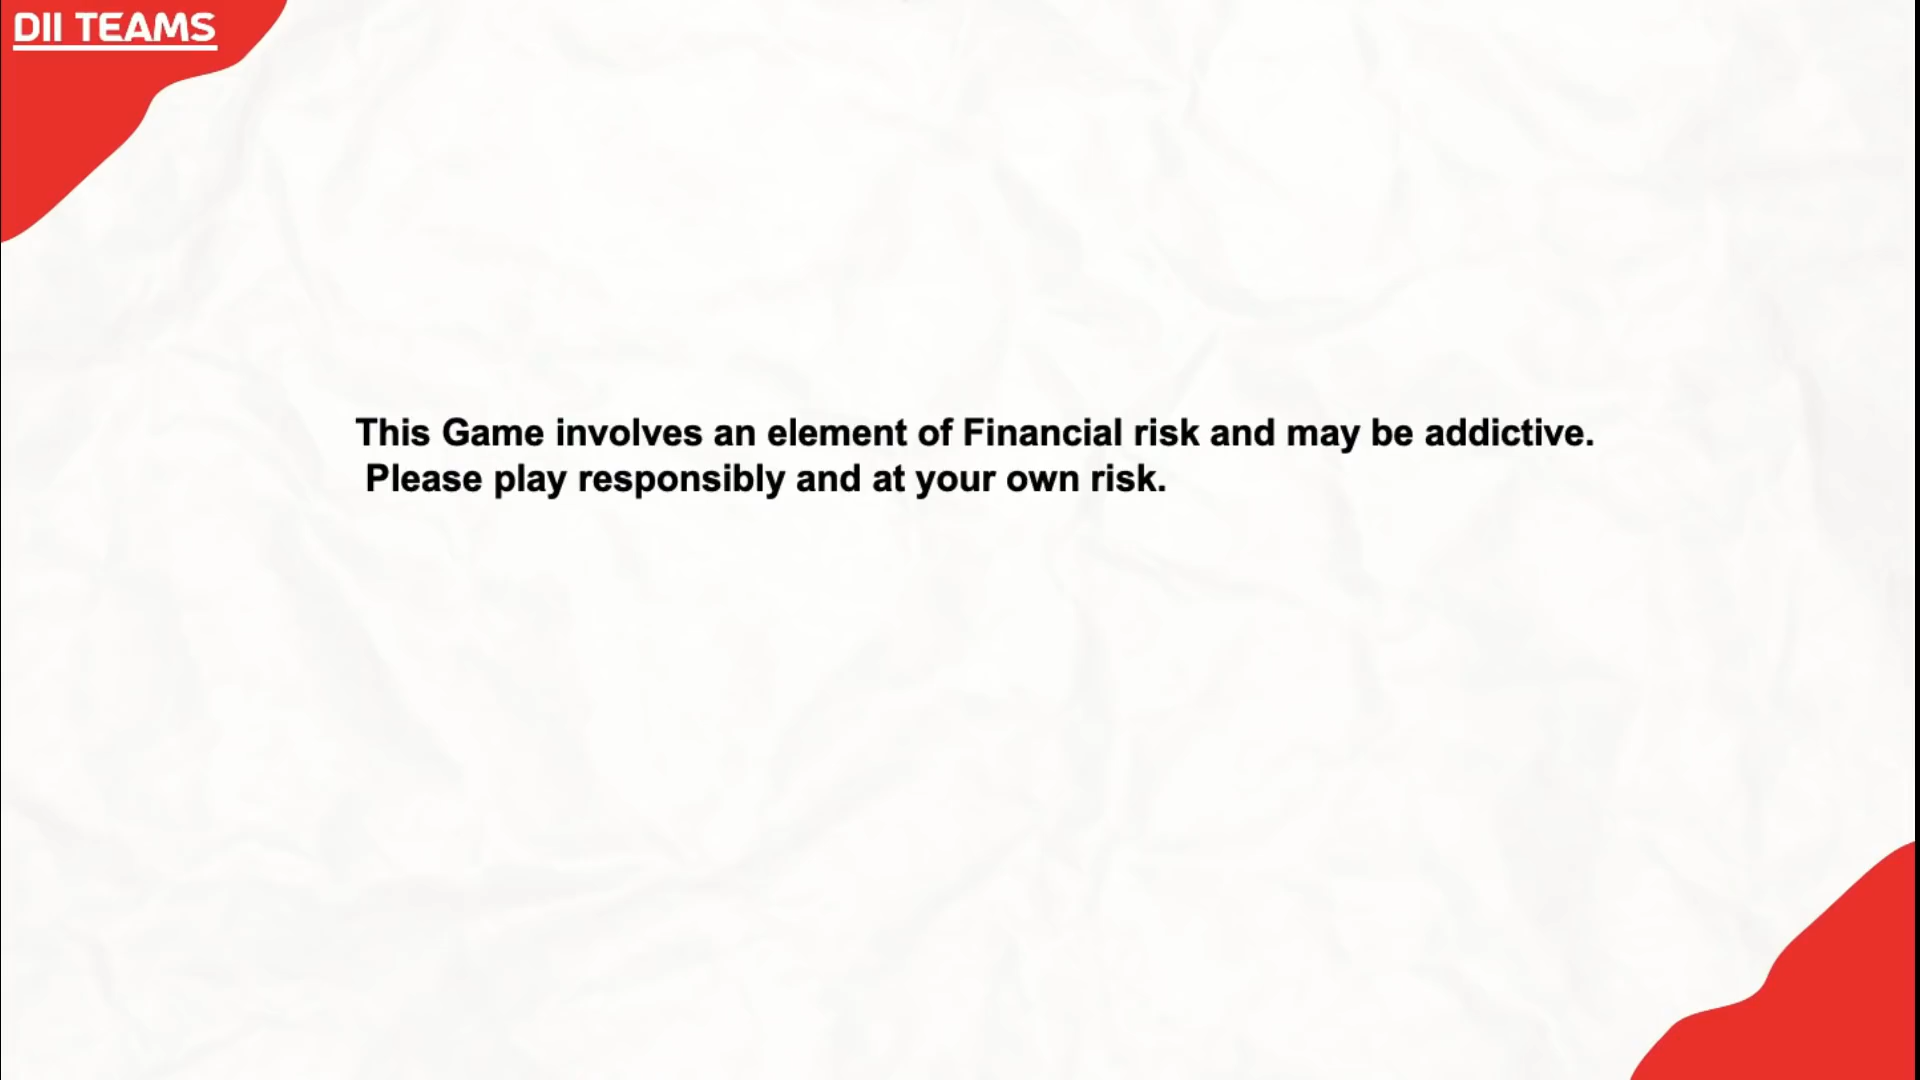 DII TEAMS
This Game involves an element of Financial risk and may be addictive.
Please play responsibly and at your own risk.